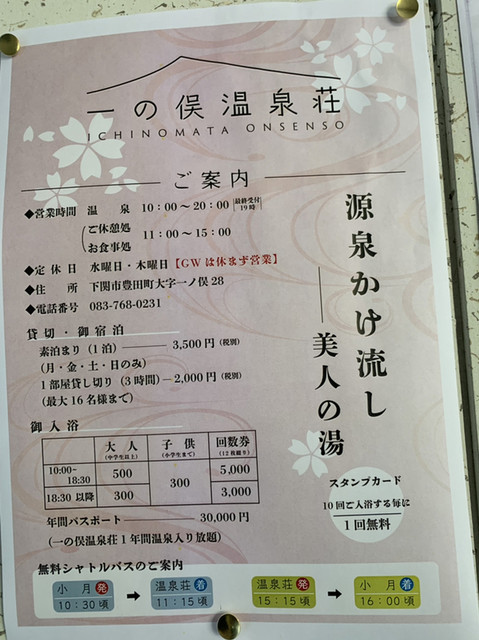 一の俣温泉荘
ICHINOMATA ONSENSO
ご案内
◆営業時間 温泉 10：00～20：00 最終受付 19時
ご休憩処
お食事処 11：00～15：00
◆定休日 水曜日・木曜日【GWは休まず営業】
◆住所 下関市豊田町大字一ノ俣28
◆電話番号 083-768-0231
源泉かけ流し
美人の湯
貸切・御宿泊
素泊まり（1泊）3,500円（税別）
（月・金・土・日のみ）
1部屋貸し切り（3時間）2,000円（税別）
（最大16名様まで）
御入浴
大人 子供 回数券
（中学生以上）（小学生まで）（12枚綴り）
10:00-18:30 500 300 5,000
18:30 以降 300 3,000
年間パスポート 30,000円
（一の俣温泉荘1年間温泉入り放題）
スタンプカード
10回ご入浴する毎に
1回無料
無料シャトルバスのご案内
小月 発 温泉荘 着 温泉荘 発 小月 着
10：30頃 ➡ 11：15頃 15：15頃 ➡ 16：00頃